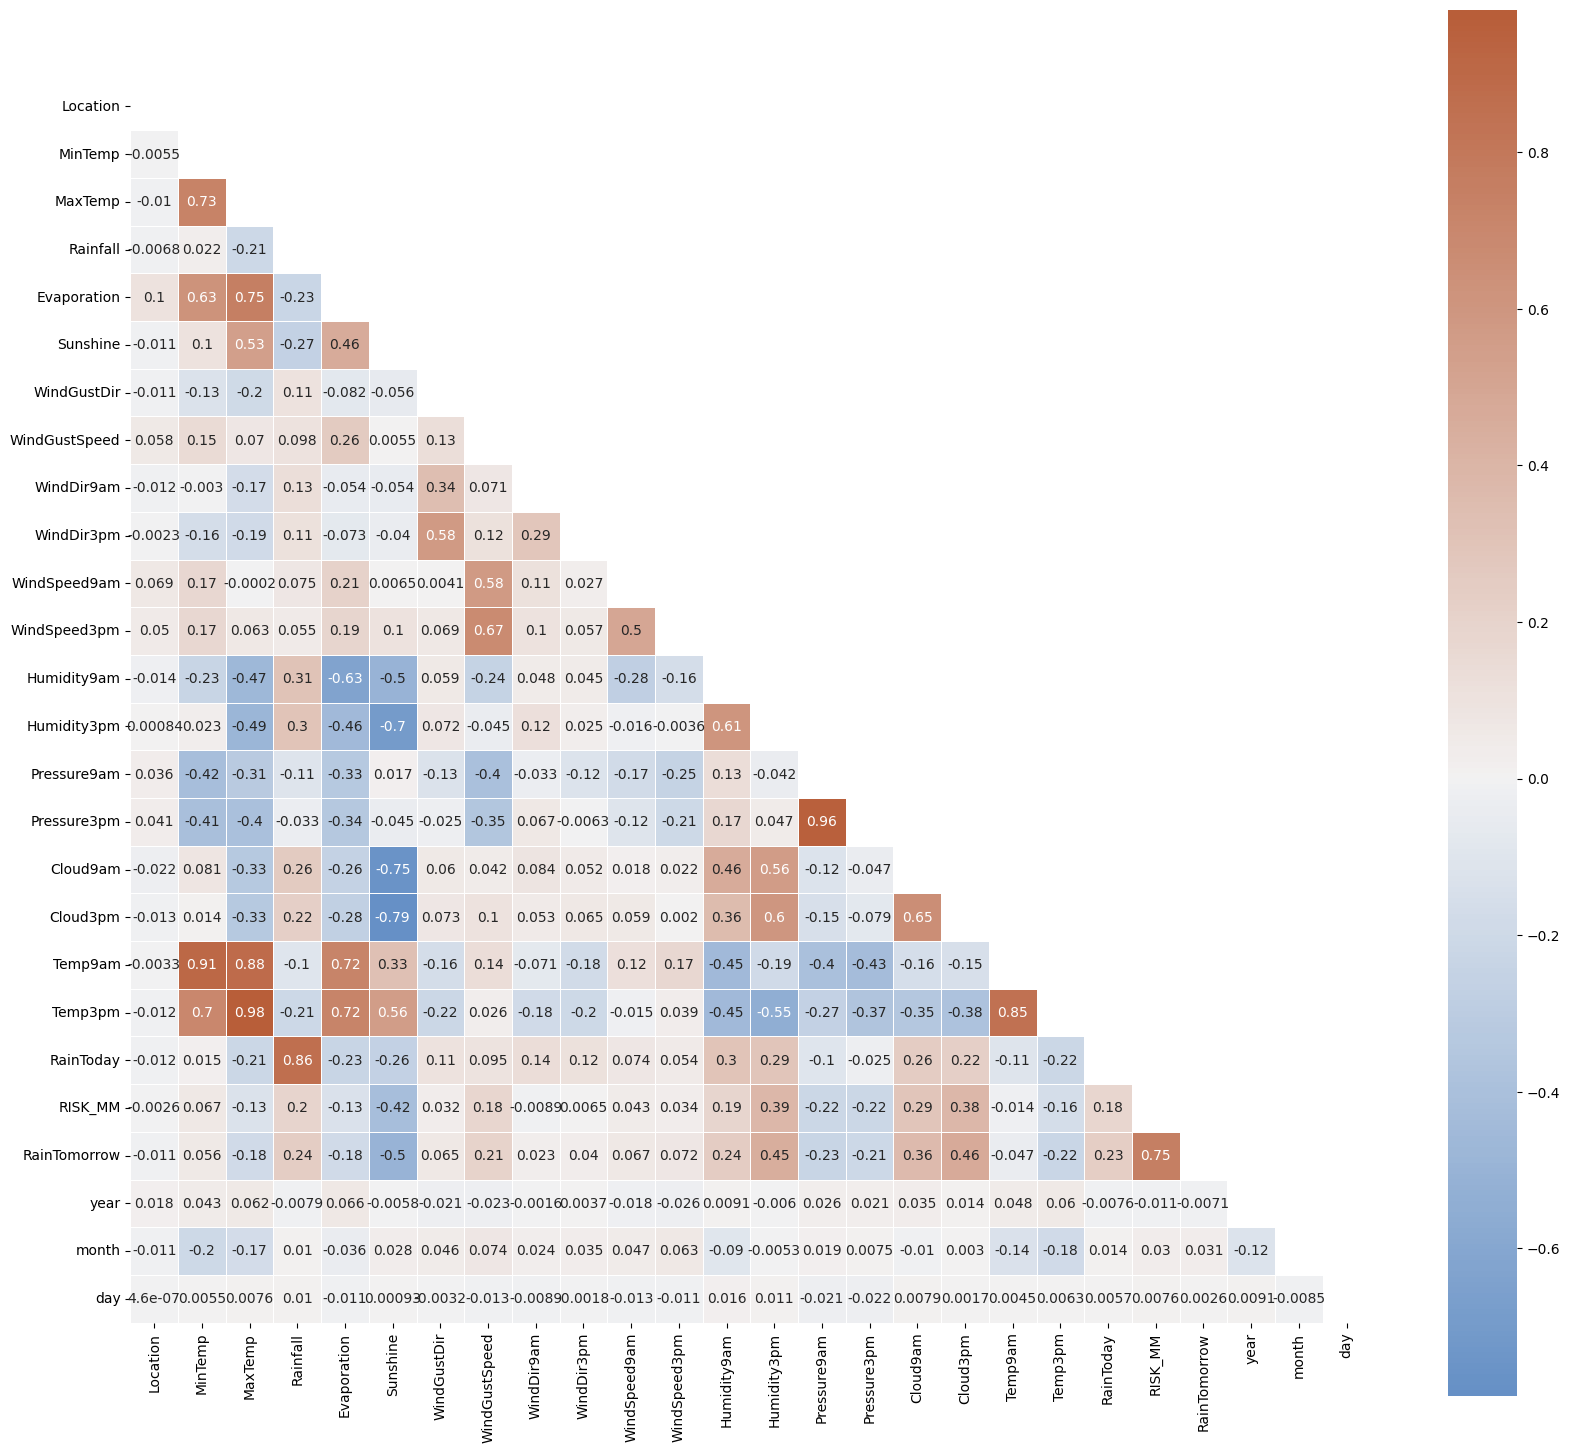 Location
MinTemp -0.0055
MaxTemp -0.01 0.73
Rainfall -0.0068 0.022 -0.21
Evaporation 0.1 0.63 0.75 -0.23
Sunshine -0.011 0.1 0.53 -0.27 0.46
WindGustDir -0.011 -0.13 -0.2 0.11 -0.082 -0.056
WindGustSpeed 0.058 0.15 0.07 0.098 0.26 0.0055 0.13
WindDir9am -0.012 -0.003 -0.17 0.13 -0.054 -0.054 0.34 0.071
WindDir3pm -0.0023 -0.16 -0.19 0.11 -0.073 -0.04 0.58 0.12 0.29
WindSpeed9am 0.069 0.17 -0.0002 0.075 0.21 0.0065 0.0041 0.58 0.11 0.027
WindSpeed3pm 0.05 0.17 0.063 0.055 0.19 0.1 0.069 0.67 0.1 0.057 0.5
Humidity9am -0.014 -0.23 -0.47 0.31 -0.63 -0.5 0.059 -0.24 0.048 0.045 -0.28 -0.16
Humidity3pm 0.00084 0.023 -0.49 0.3 -0.46 -0.7 0.072 -0.045 0.12 0.025 -0.016 -0.0036 0.61
Pressure9am 0.036 -0.42 -0.31 -0.11 -0.33 0.017 -0.13 -0.4 -0.033 -0.12 -0.17 -0.25 0.13 -0.042
Pressure3pm 0.041 -0.41 -0.4 -0.033 -0.34 -0.045 -0.025 -0.35 0.067 -0.0063 -0.12 -0.21 0.17 0.047 0.96
Cloud9am -0.022 0.081 -0.33 0.26 -0.26 -0.75 0.06 0.042 0.084 0.052 0.018 0.022 0.46 0.56 -0.12 -0.047
Cloud3pm -0.013 0.014 -0.33 0.22 -0.28 -0.79 0.073 0.1 0.053 0.065 0.059 0.002 0.36 0.6 -0.15 -0.079 0.65
Temp9am -0.0033 0.91 0.88 -0.1 0.72 0.33 -0.16 0.14 -0.071 -0.18 0.12 0.17 -0.45 -0.19 -0.4 -0.43 -0.16 -0.15
Temp3pm -0.012 0.7 0.98 -0.21 0.72 0.56 -0.22 0.026 -0.18 -0.2 -0.015 0.039 -0.45 -0.55 -0.27 -0.37 -0.35 -0.38 0.85
RainToday -0.012 0.015 -0.21 0.86 -0.23 -0.26 0.11 0.095 0.14 0.12 0.074 0.054 0.3 0.29 -0.1 -0.025 0.26 0.22 -0.11 -0.22
RISK_MM -0.0026 0.067 -0.13 0.2 -0.13 -0.42 0.032 0.18 -0.0089 0.0065 0.043 0.034 0.19 0.39 -0.22 -0.22 0.29 0.38 -0.014 -0.16 0.18
RainTomorrow -0.011 0.056 -0.18 0.24 -0.18 -0.5 0.065 0.21 0.023 0.04 0.067 0.072 0.24 0.45 -0.23 -0.21 0.36 0.46 -0.047 -0.22 0.23 0.75
year 0.018 0.043 0.062 -0.0079 0.066 -0.0058 -0.021 -0.023 -0.0016 -0.0037 -0.018 -0.026 0.0091 -0.006 0.026 0.021 0.035 0.014 0.048 0.06 -0.0076 -0.011 -0.0071
month -0.011 -0.2 -0.17 0.01 -0.036 0.028 0.046 0.074 0.024 0.035 0.047 0.063 -0.09 -0.0053 0.019 0.0075 -0.01 0.003 -0.14 -0.18 0.014 0.03 0.031 -0.12
day 4.6e-07 0.0055 0.0076 0.01 -0.011 0.00093 0.0032 -0.013 -0.0089 0.0018 -0.013 -0.011 0.016 0.011 -0.021 -0.022 0.0079 0.0017 0.0045 0.0063 0.0057 0.0076 0.0026 0.0091 -0.0085
Location MinTemp MaxTemp Rainfall Evaporation Sunshine WindGustDir WindGustSpeed WindDir9am WindDir3pm WindSpeed9am WindSpeed3pm Humidity9am Humidity3pm Pressure9am Pressure3pm Cloud9am Cloud3pm Temp9am Temp3pm RainToday RISK_MM RainTomorrow year month day
0.8
0.6
0.4
0.2
0.0
−0.2
−0.4
−0.6